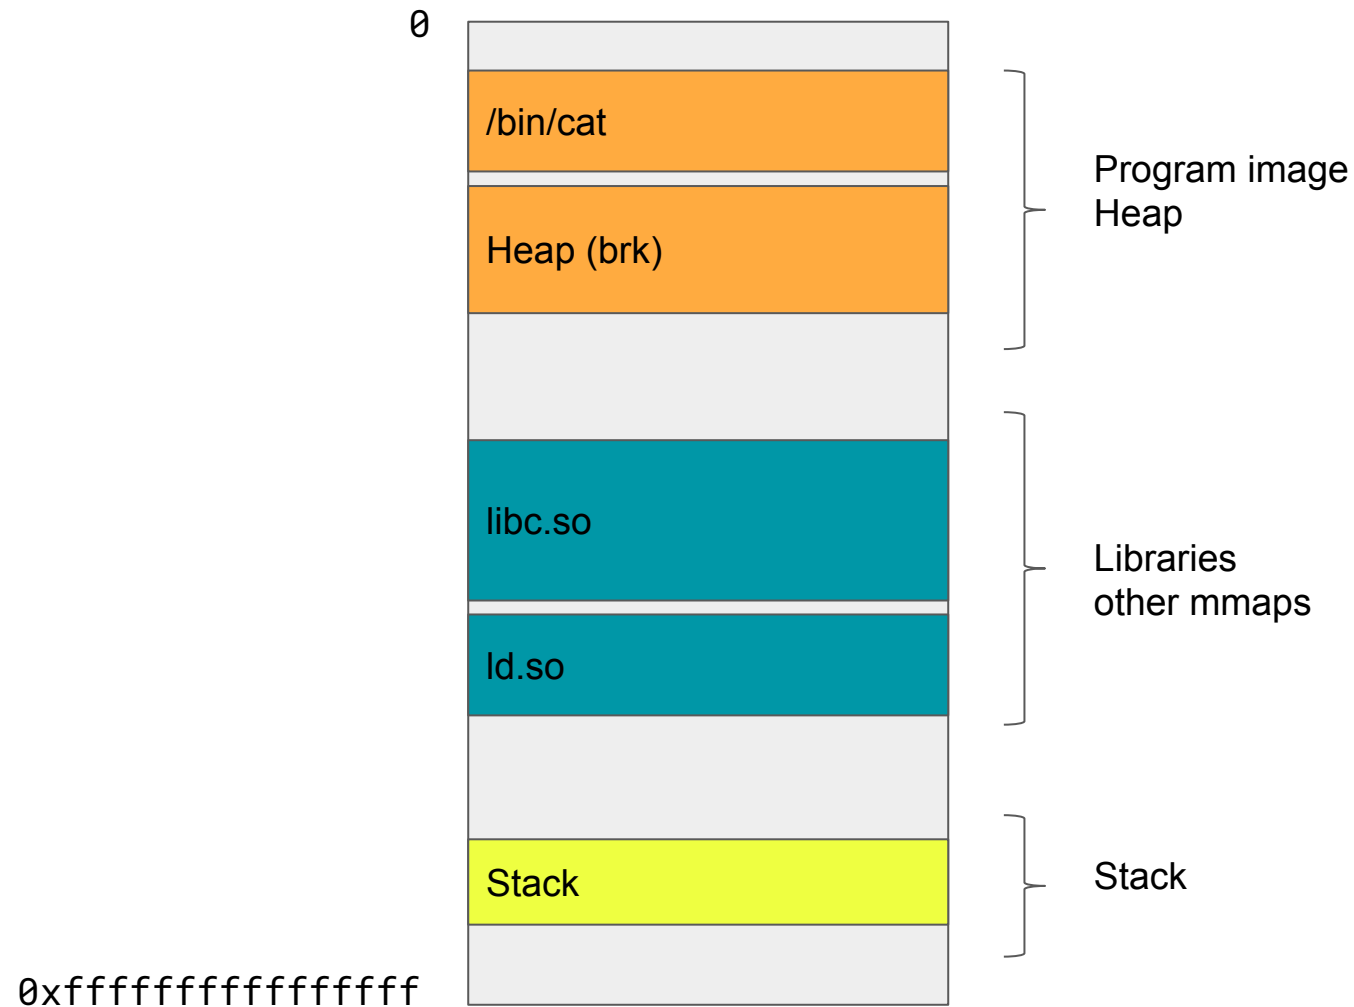 0
/bin/cat
Heap (brk)
Program image
Heap
libc.so
ld.so
Libraries
other mmaps
Stack
Stack
0xffffffffffffffff